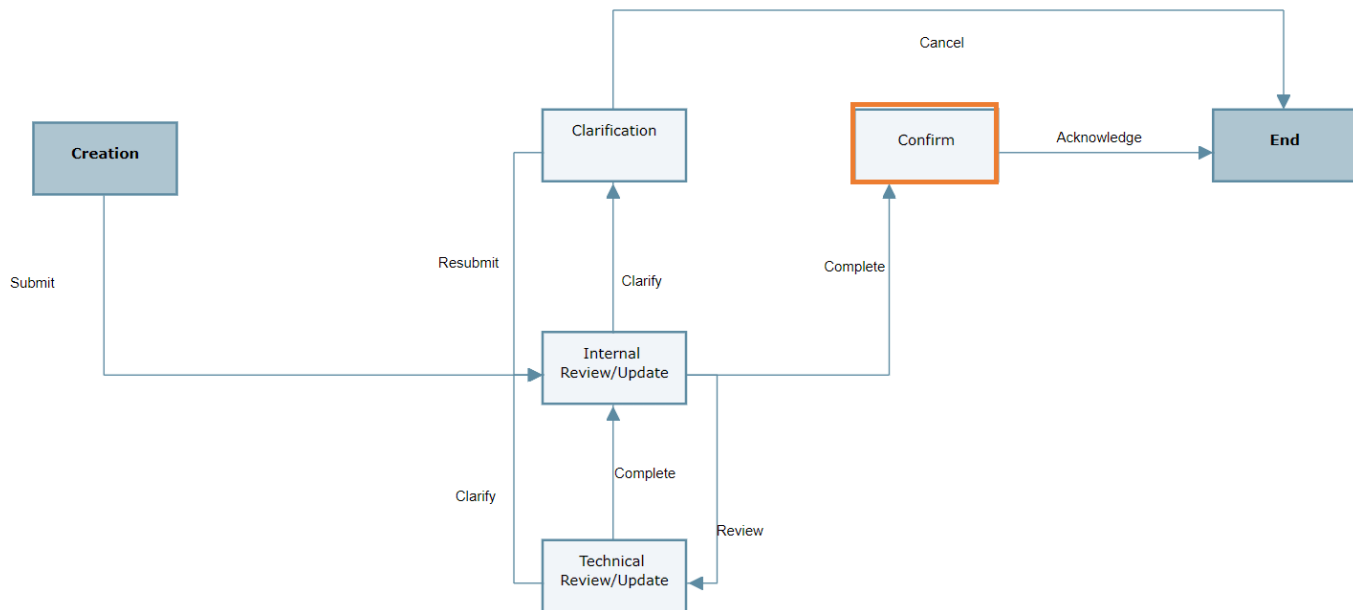 Cancel
Clarification
Confirm
Acknowledge
End
Creation
Resubmit
Complete
Submit
Clarify
Internal
Review/Update
Complete
Clarify
Review
Technical
Review/Update